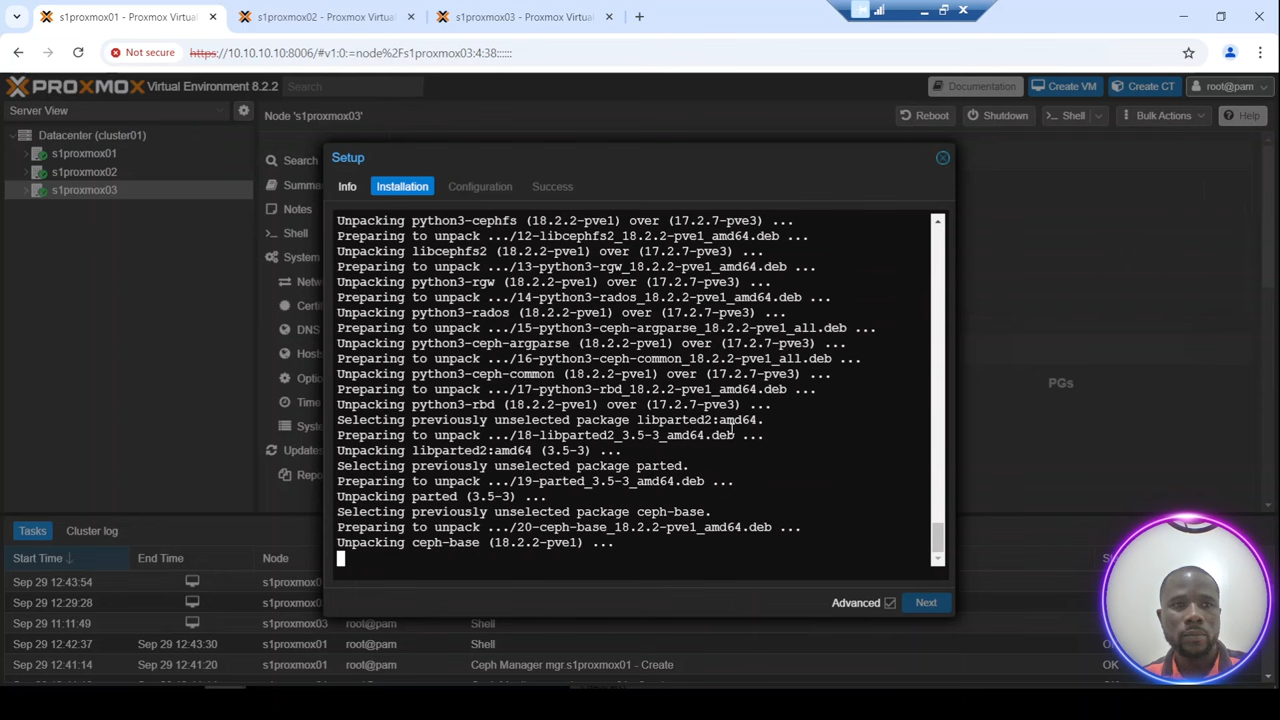 s1proxmox01 - Proxmox Virtual
s1proxmox02 - Proxmox Virtual
s1proxmox03 - Proxmox Virtual
Not secure
https://10.10.10.10:8006/#v1:0:=node%2Fs1proxmox03:4:38::::::
PROXMOX Virtual Environment 8.2.2
Search
Documentation
Create VM
Create CT
root@pam
Server View
Node 's1proxmox03'
Reboot
Shutdown
Shell
Bulk Actions
Help
Datacenter (cluster01)
s1proxmox01
s1proxmox02
s1proxmox03
Search
Summa
Notes
Shell
System
Netw
Certi
DNS
Hosts
Optio
Time
Syst
Updates
Repo
PGs
Setup
Info
Installation
Configuration
Success
Unpacking python3-cephfs (18.2.2-pve1) over (17.2.7-pve3) ...
Preparing to unpack .../12-libcephfs2_18.2.2-pve1_amd64.deb ...
Unpacking libcephfs2 (18.2.2-pve1) over (17.2.7-pve3) ...
Preparing to unpack .../13-python3-rgw_18.2.2-pve1_amd64.deb ...
Unpacking python3-rgw (18.2.2-pve1) over (17.2.7-pve3) ...
Preparing to unpack .../14-python3-rados_18.2.2-pve1_amd64.deb ...
Unpacking python3-rados (18.2.2-pve1) over (17.2.7-pve3) ...
Preparing to unpack .../15-python3-ceph-argparse_18.2.2-pve1_all.deb ...
Unpacking python3-ceph-argparse (18.2.2-pve1) over (17.2.7-pve3) ...
Preparing to unpack .../16-python3-ceph-common_18.2.2-pve1_all.deb ...
Unpacking python3-ceph-common (18.2.2-pve1) over (17.2.7-pve3) ...
Preparing to unpack .../17-python3-rbd_18.2.2-pve1_amd64.deb ...
Unpacking python3-rbd (18.2.2-pve1) over (17.2.7-pve3) ...
Selecting previously unselected package libparted2:amd64.
Preparing to unpack .../18-libparted2_3.5-3_amd64.deb ...
Unpacking libparted2:amd64 (3.5-3) ...
Selecting previously unselected package parted.
Preparing to unpack .../19-parted_3.5-3_amd64.deb ...
Unpacking parted (3.5-3) ...
Selecting previously unselected package ceph-base.
Preparing to unpack .../20-ceph-base_18.2.2-pve1_amd64.deb ...
Unpacking ceph-base (18.2.2-pve1) ...
Advanced
Next
Tasks
Cluster log
Start Time
End Time
Node
Sep 29 12:43:54
s1proxmox0
Sep 29 12:29:28
s1proxmox0
Sep 29 11:11:49
s1proxmox03
root@pam
Shell
Sep 29 12:42:37
Sep 29 12:43:30
s1proxmox01
root@pam
Shell
Sep 29 12:41:14
Sep 29 12:41:20
s1proxmox01
root@pam
Ceph Manager mgr.s1proxmox01 - Create
OK